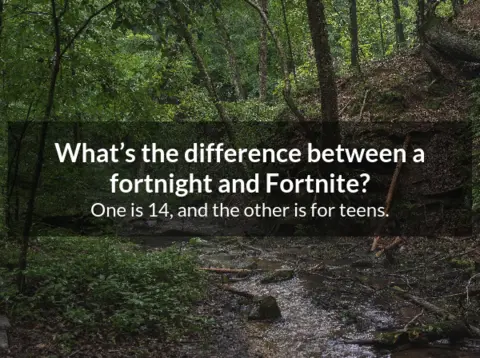 What’s the difference between a
fortnight and Fortnite?
One is 14, and the other is for teens.